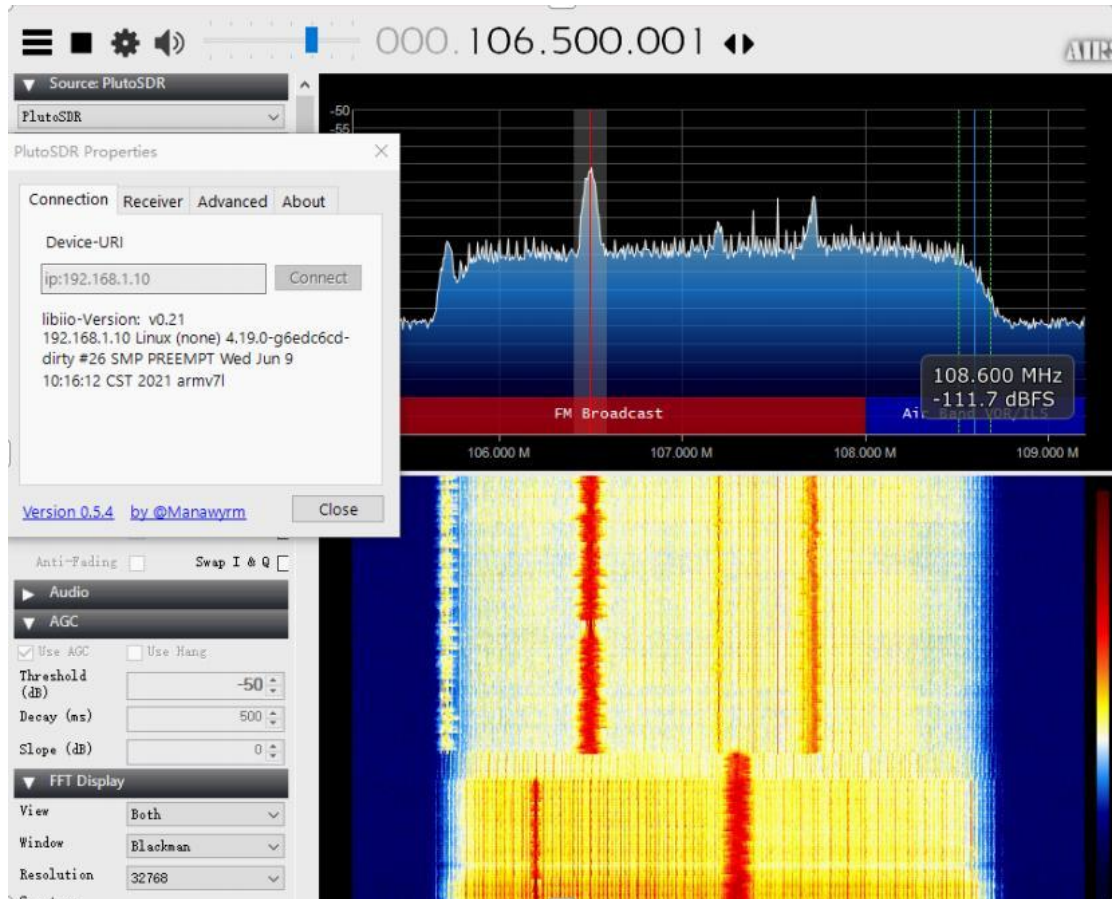 000.106.500.001
Source: PlutoSDR
PlutoSDR
PlutoSDR Properties
Connection Receiver Advanced About
Device-URI
ip:192.168.1.10 Connect
libiio-Version: v0.21
192.168.1.10 Linux (none) 4.19.0-g6edc6cd-
dirty #26 SMP PREEMPT Wed Jun 9
10:16:12 CST 2021 armv7l
Version 0.5.4 by @Manawyrm Close
-50
-55
108.600 MHz
-111.7 dBFS
FM Broadcast
Air Band VOR/ILS
106.000 M 107.000 M 108.000 M 109.000 M
Anti-Fading Swap I & Q
Audio
AGC
Use AGC Use Hang
Threshold
(dB) -50
Decay (ms) 500
Slope (dB) 0
FFT Display
View Both
Window Blackman
Resolution 32768